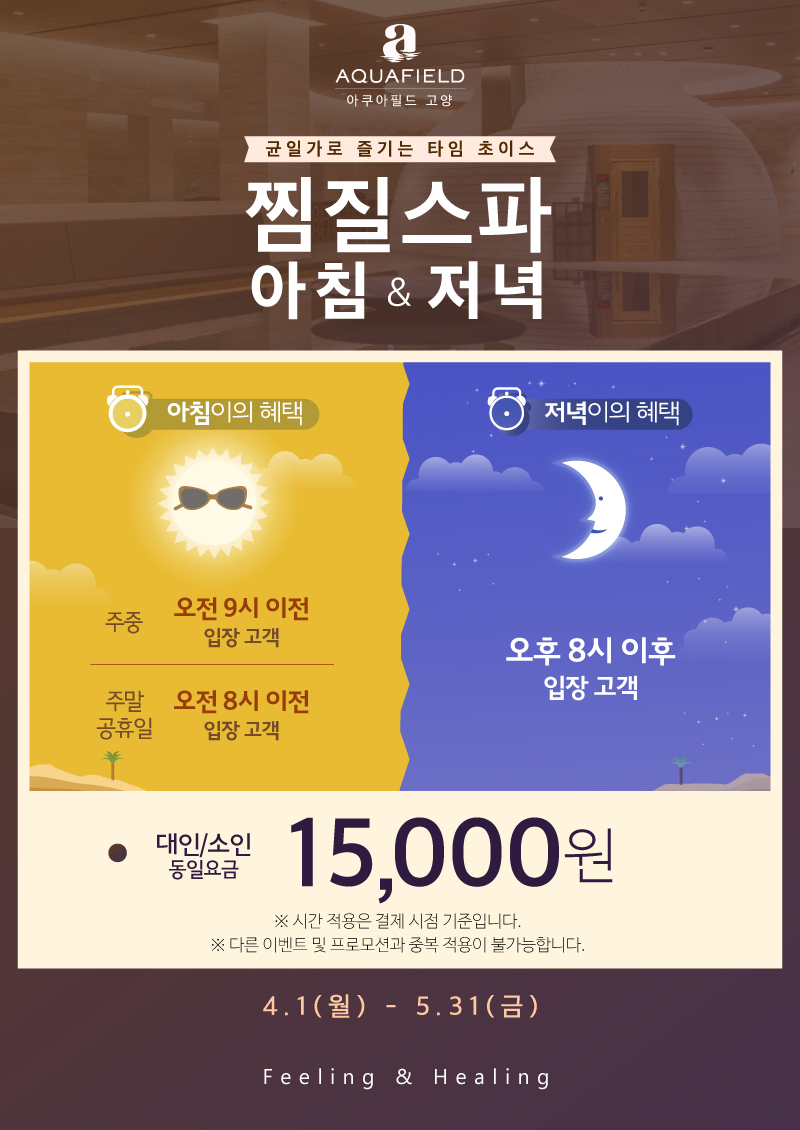 a
AQUAFIELD
아쿠아필드 고양
균일가로 즐기는 타임 초이스
찜질스파
아침 & 저녁
아침이의 혜택
주중 오전 9시 이전
입장 고객
주말
공휴일
오전 8시 이전
입장 고객
저녁이의 혜택
오후 8시 이후
입장 고객
대인/소인
동일요금
15,000원
※ 시간 적용은 결제 시점 기준입니다.
※ 다른 이벤트 및 프로모션과 중복 적용이 불가능합니다.
4.1(월) - 5.31(금)
Feeling & Healing